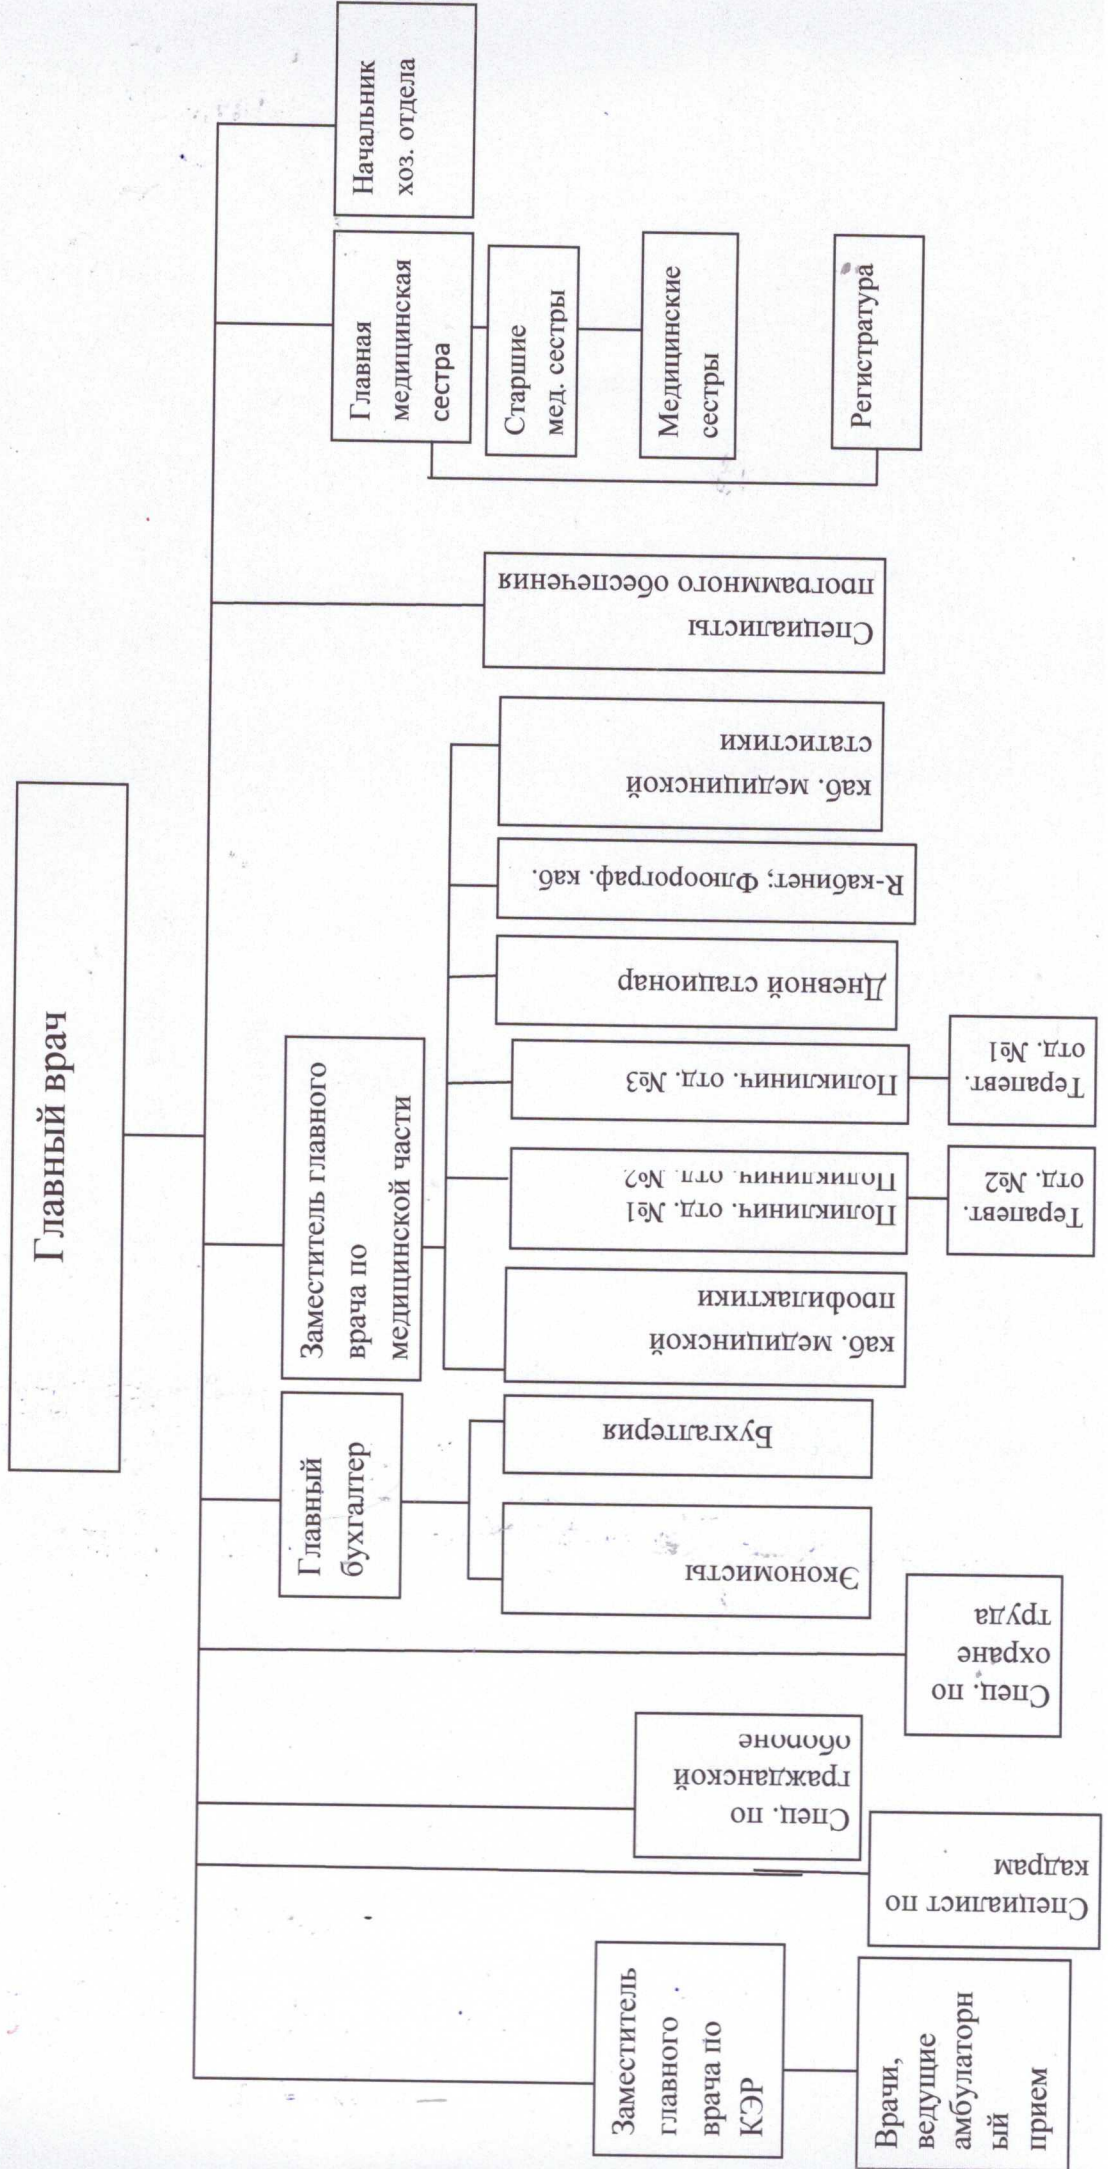 Главный врач
Заместитель
главного
врача по
КЭР
Врачи,
ведущие
амбулаторн
ый
прием
Специалист по
кадрам
Спец. по
гражданской
обороне
Спец. по
охране
труда
Главный
бухгалтер
Экономисты
Бухгалтерия
Заместитель главного
врача по
медицинской части
каб. медицинской
профилактики
Поликлинич. отд. №1
Поликлинич. отд. №2
Терапевт.
отд. №2
Поликлинич. отд. №3
Терапевт.
отд. №1
Дневной стационар
R-кабинет; Флюорограф. каб.
каб. медицинской
статистики
Специалисты
программного обеспечения
Главная
медицинская
сестра
Старшие
мед. сестры
Медицинские
сестры
Регистратура
Начальник
хоз. отдела